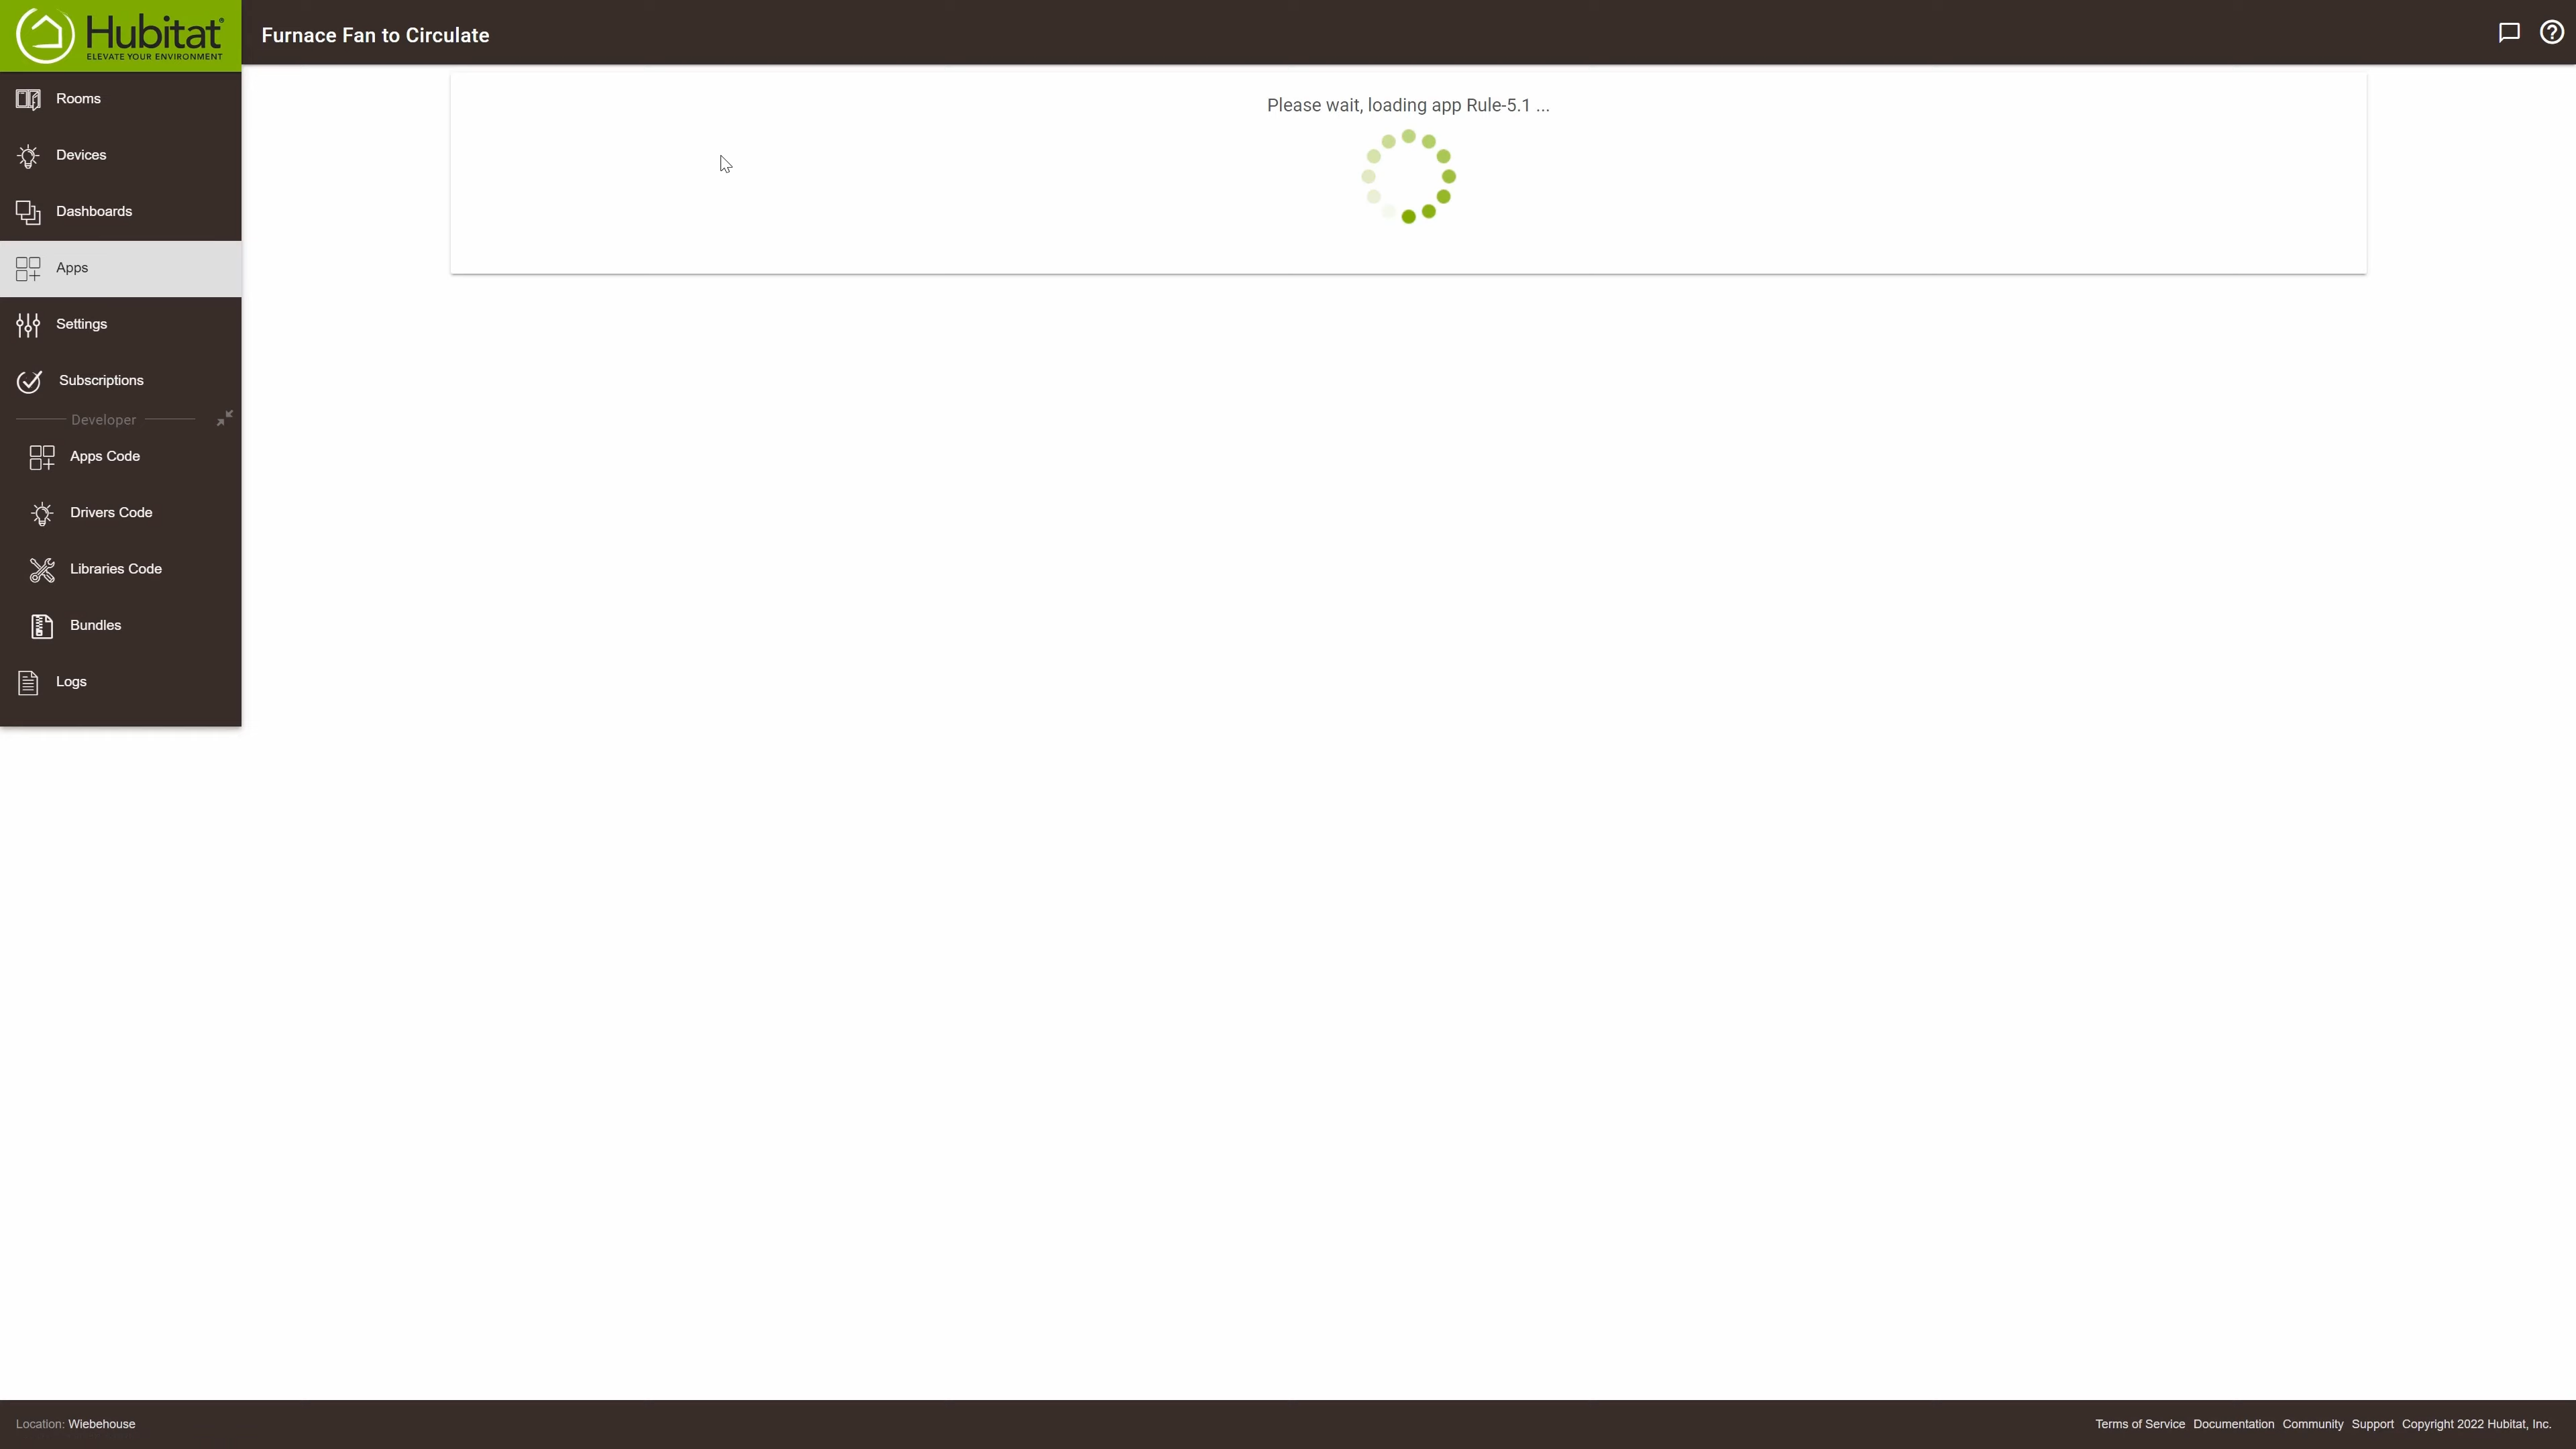 Hubitat®
ELEVATE YOUR ENVIRONMENT
Furnace Fan to Circulate
Rooms
Devices
Dashboards
Apps
Settings
Subscriptions
Developer
Apps Code
Drivers Code
Libraries Code
Bundles
Logs
Please wait, loading app Rule-5.1 ...
Location: Wiebehouse
Terms of Service Documentation Community Support Copyright 2022 Hubitat, Inc.